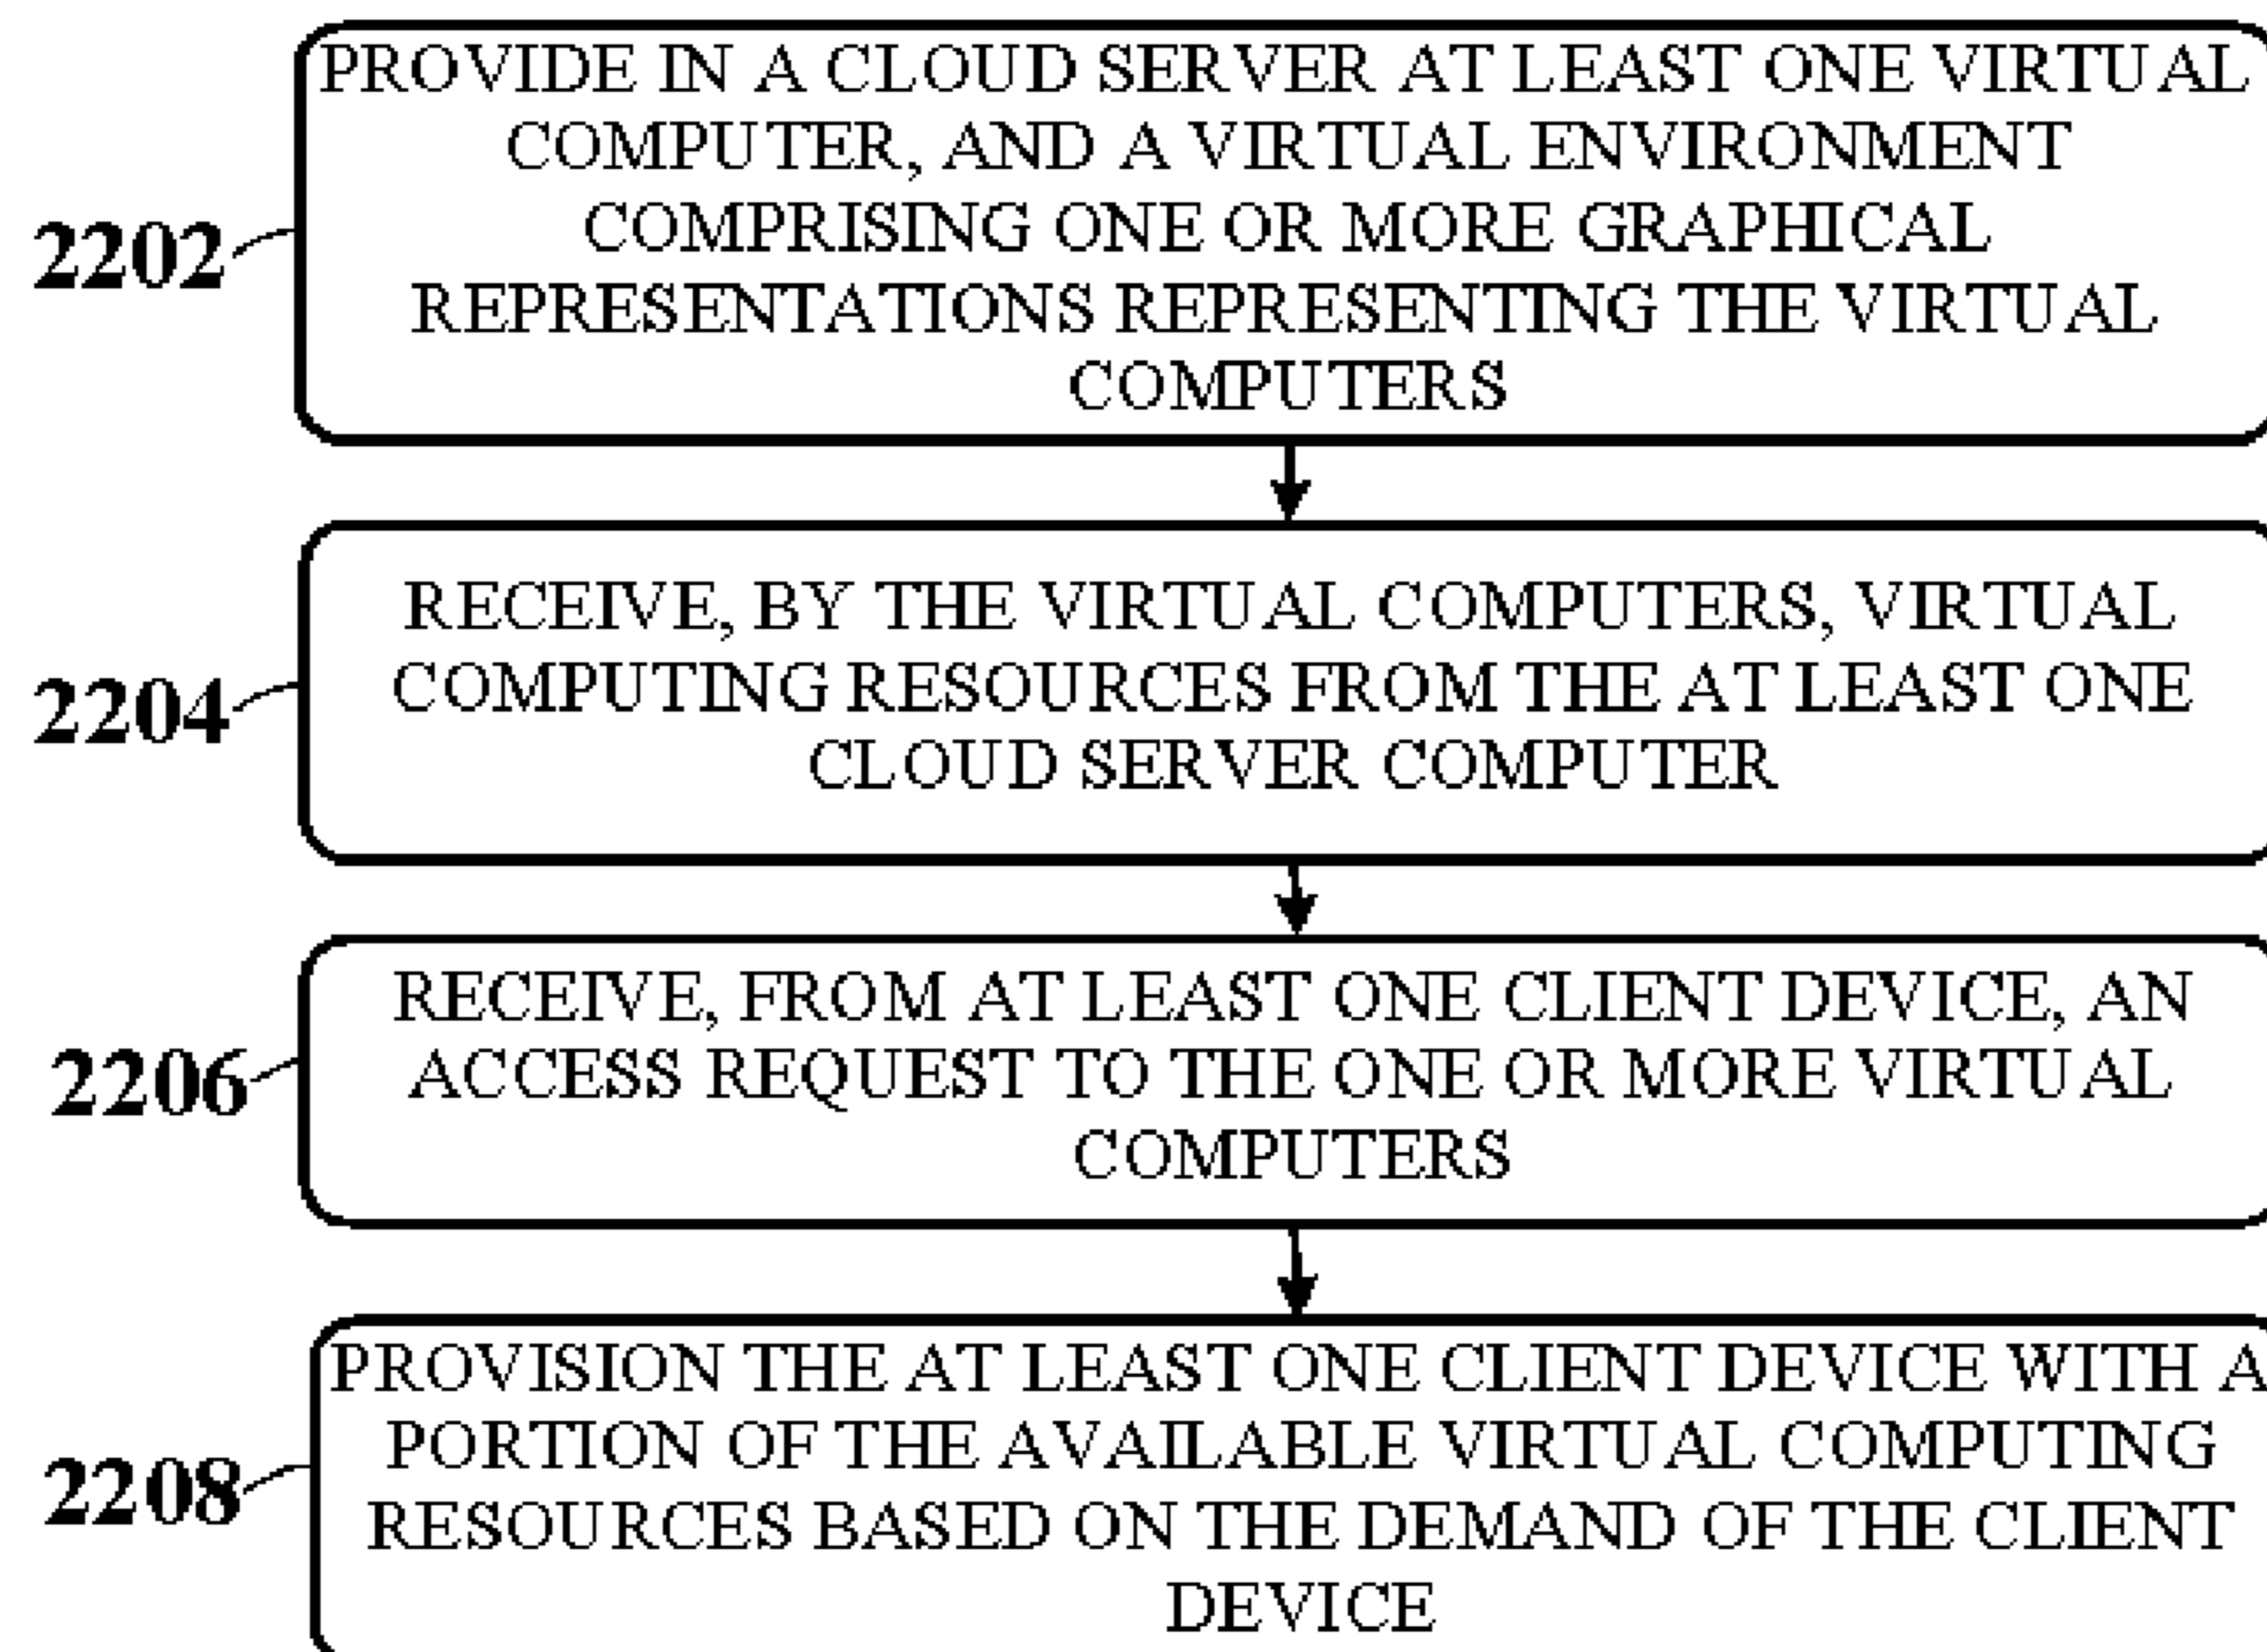 PROVIDE IN A CLOUD SERVER AT LEAST ONE VIRTUAL
COMPUTER, AND A VIRTUAL ENVIRONMENT
COMPRISING ONE OR MORE GRAPHICAL
REPRESENTATIONS REPRESENTING THE VIRTUAL
COMPUTERS
2202
RECEIVE, BY THE VIRTUAL COMPUTERS, VIRTUAL
COMPUTING RESOURCES FROM THE AT LEAST ONE
CLOUD SERVER COMPUTER
2204
RECEIVE, FROM AT LEAST ONE CLIENT DEVICE, AN
ACCESS REQUEST TO THE ONE OR MORE VIRTUAL
COMPUTERS
2206
PROVISION THE AT LEAST ONE CLIENT DEVICE WITH A
PORTION OF THE AVAILABLE VIRTUAL COMPUTING
RESOURCES BASED ON THE DEMAND OF THE CLIENT
DEVICE
2208